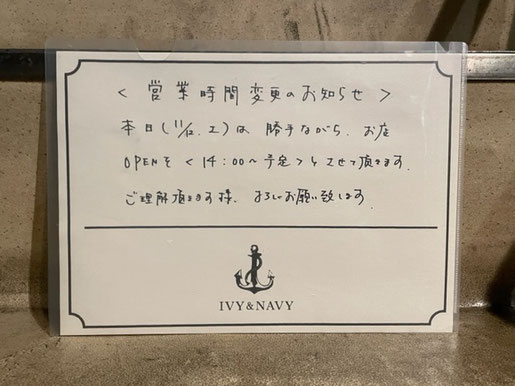 < 営業時間変更のお知らせ >
本日(11/12.土)は 勝手ながら、お店
OPENを <14:00〜予定>とさせて頂きます.
ご理解頂きます様. よろしくお願い致します.
IVY&NAVY